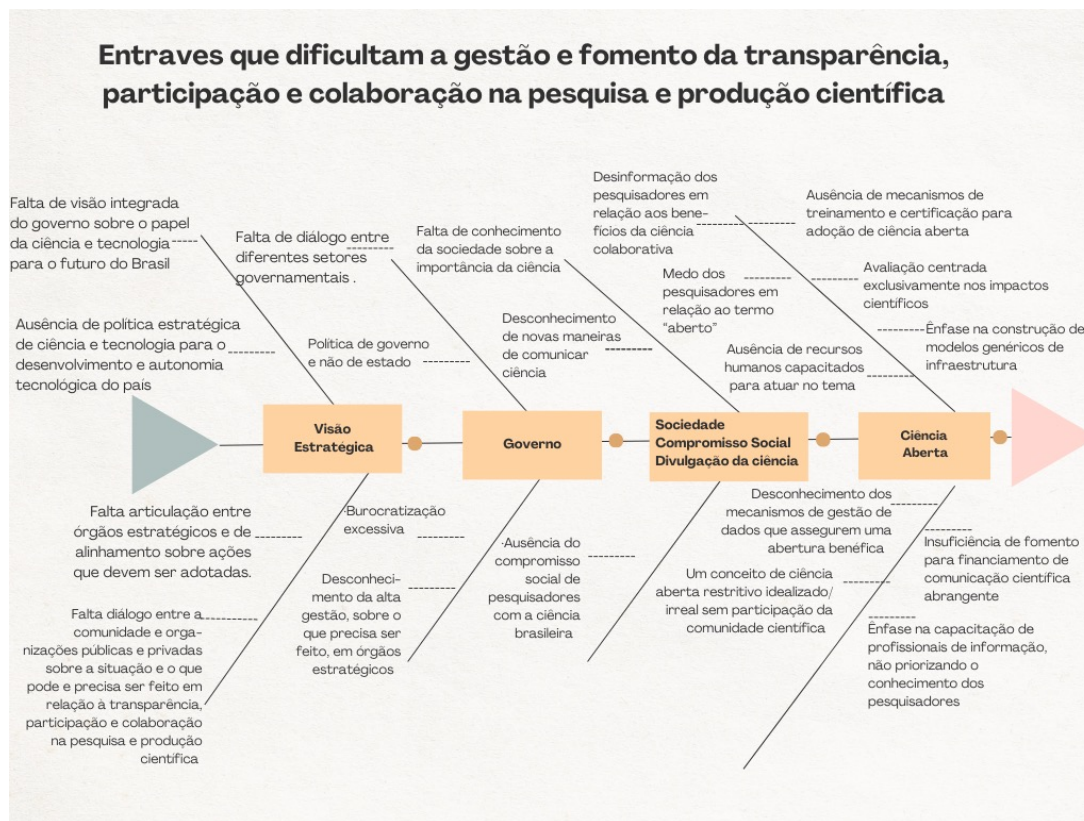 Entraves que dificultam a gestão e fomento da transparência,
participação e colaboração na pesquisa e produção científica
Falta de visão integrada
do governo sobre o papel
da ciência e tecnologia
para o futuro do Brasil
Ausência de política estratégica
de ciência e tecnologia para o
desenvolvimento e autonomia
tecnológica do país
Falta de diálogo entre
diferentes setores
governamentais .
Política de governo
e não de estado
Falta de conhecimento
da sociedade sobre a
importância da ciência
Desconhecimento
de novas maneiras
de comunicar
ciência
Desinformação dos
pesquisadores em
relação aos bene-
fícios da ciência
colaborativa
Medo dos
pesquisadores em
relação ao termo
"aberto"
Ausência de recursos
humanos capacitados
para atuar no tema
Ausência de mecanismos de
treinamento e certificação para
adoção de ciência aberta
Avaliação centrada
exclusivamente nos impactos
científicos
Ênfase na construção de
modelos genéricos de
infraestrutura
Visão
Estratégica
Governo
Sociedade
Compromisso Social
Divulgação da ciência
Ciência
Aberta
Falta articulação entre
órgãos estratégicos e de
alinhamento sobre ações
que devem ser adotadas.
Falta diálogo entre a
comunidade e orga-
nizações públicas e privadas
sobre a situação e o que
pode e precisa ser feito em
relação à transparência,
participação e colaboração
na pesquisa e produção
científica
·Burocratização
excessiva
Desconheci-
mento da alta
gestão, sobre o
que precisa ser
feito, em órgãos
estratégicos
·Ausência do
compromisso
social de
pesquisadores
com a ciência
brasileira
Desconhecimento dos
mecanismos de gestão de
dados que assegurem uma
abertura benéfica
Um conceito de ciência
aberta restritivo idealizado/
irreal sem participação da
comunidade científica
Insuficiência de fomento
para financiamento de
comunicação científica
abrangente
Ênfase na capacitação de
profissionais de informação,
não priorizando o
conhecimento dos
pesquisadores